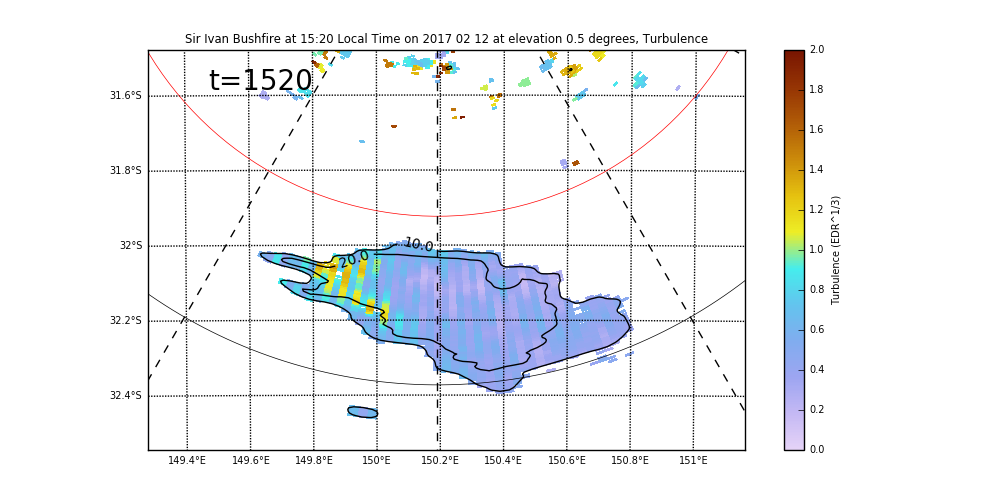 Sir Ivan Bushfire at 15:20 Local Time on 2017 02 12 at elevation 0.5 degrees, Turbulence
t=1520
31.6°S
31.8°S
32°S
32.2°S
32.4°S
10.0
20.0
149.4°E 149.6°E 149.8°E 150°E 150.2°E 150.4°E 150.6°E 150.8°E 151°E
2.0
1.8
1.6
1.4
1.2
1.0
0.8
0.6
0.4
0.2
0.0
Turbulence (EDR^1/3)